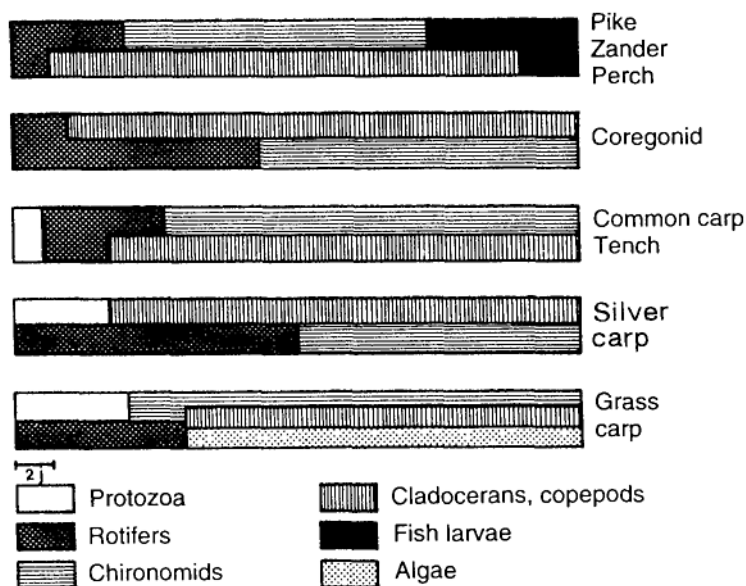 Pike
Zander
Perch
Coregonid
Common carp
Tench
Silver
carp
Grass
carp
2 j
Protozoa
Rotifers
Chironomids
Cladocerans, copepods
Fish larvae
Algae